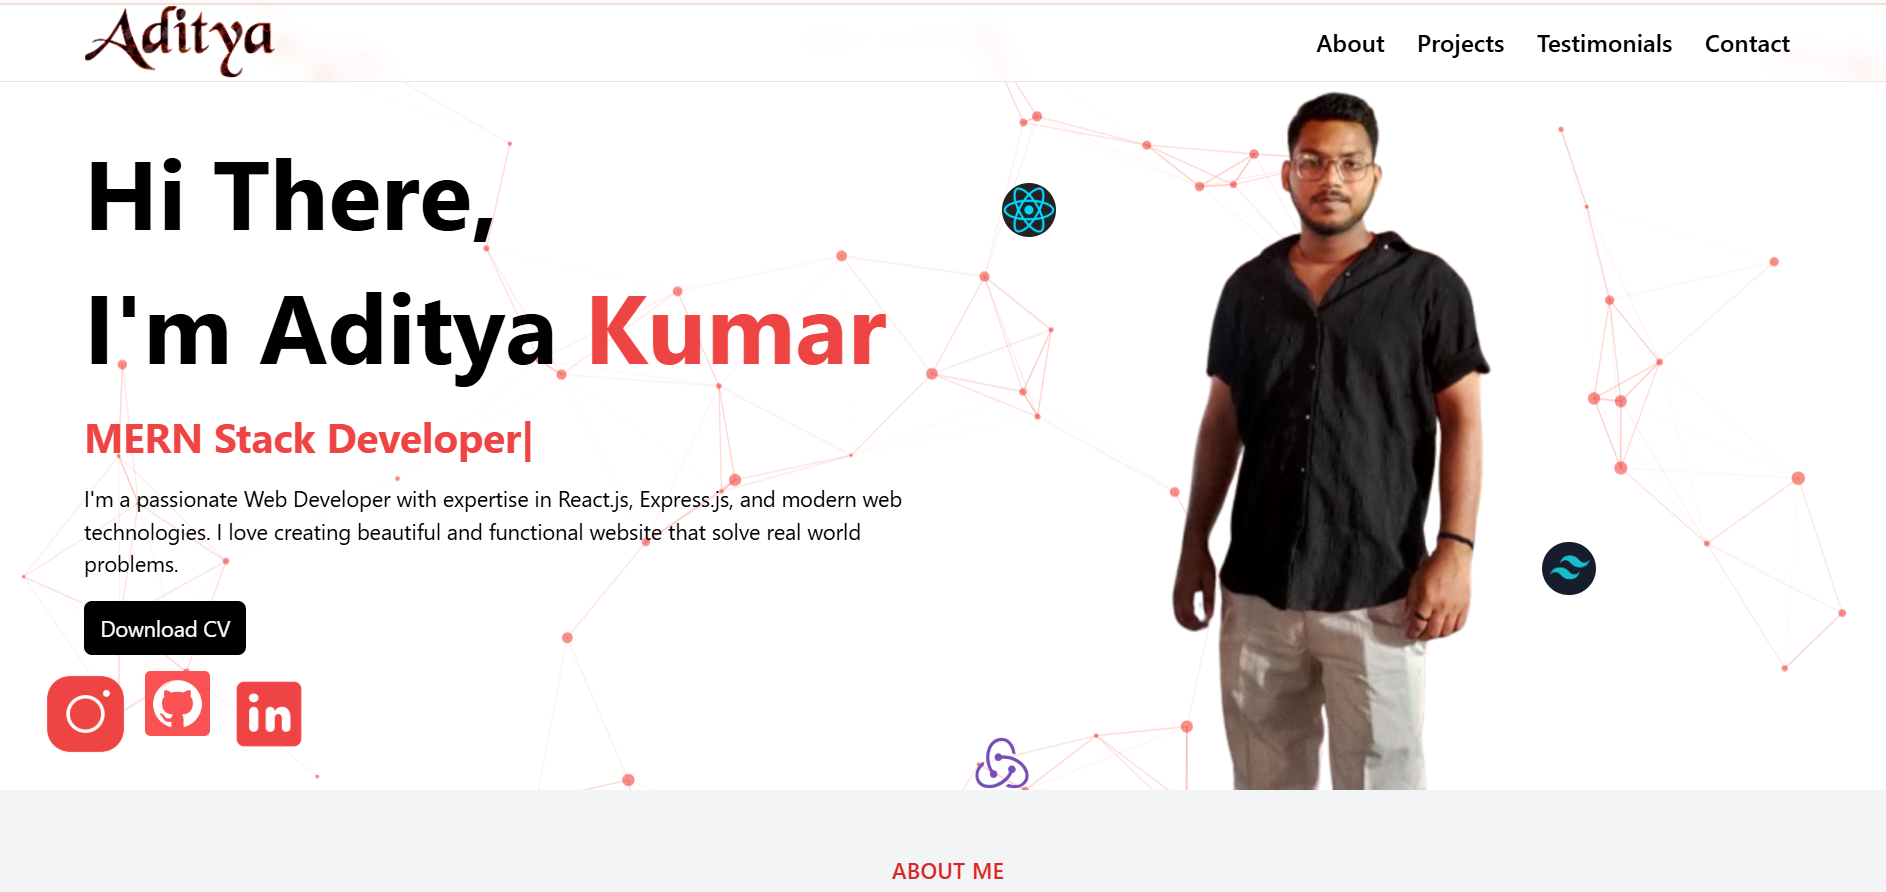 Aditya
About Projects Testimonials Contact
Hi There,
I'm Aditya Kumar
MERN Stack Developer|
I'm a passionate Web Developer with expertise in React.js, Express.js, and modern web
technologies. I love creating beautiful and functional website that solve real world
problems.
Download CV
in
ABOUT ME